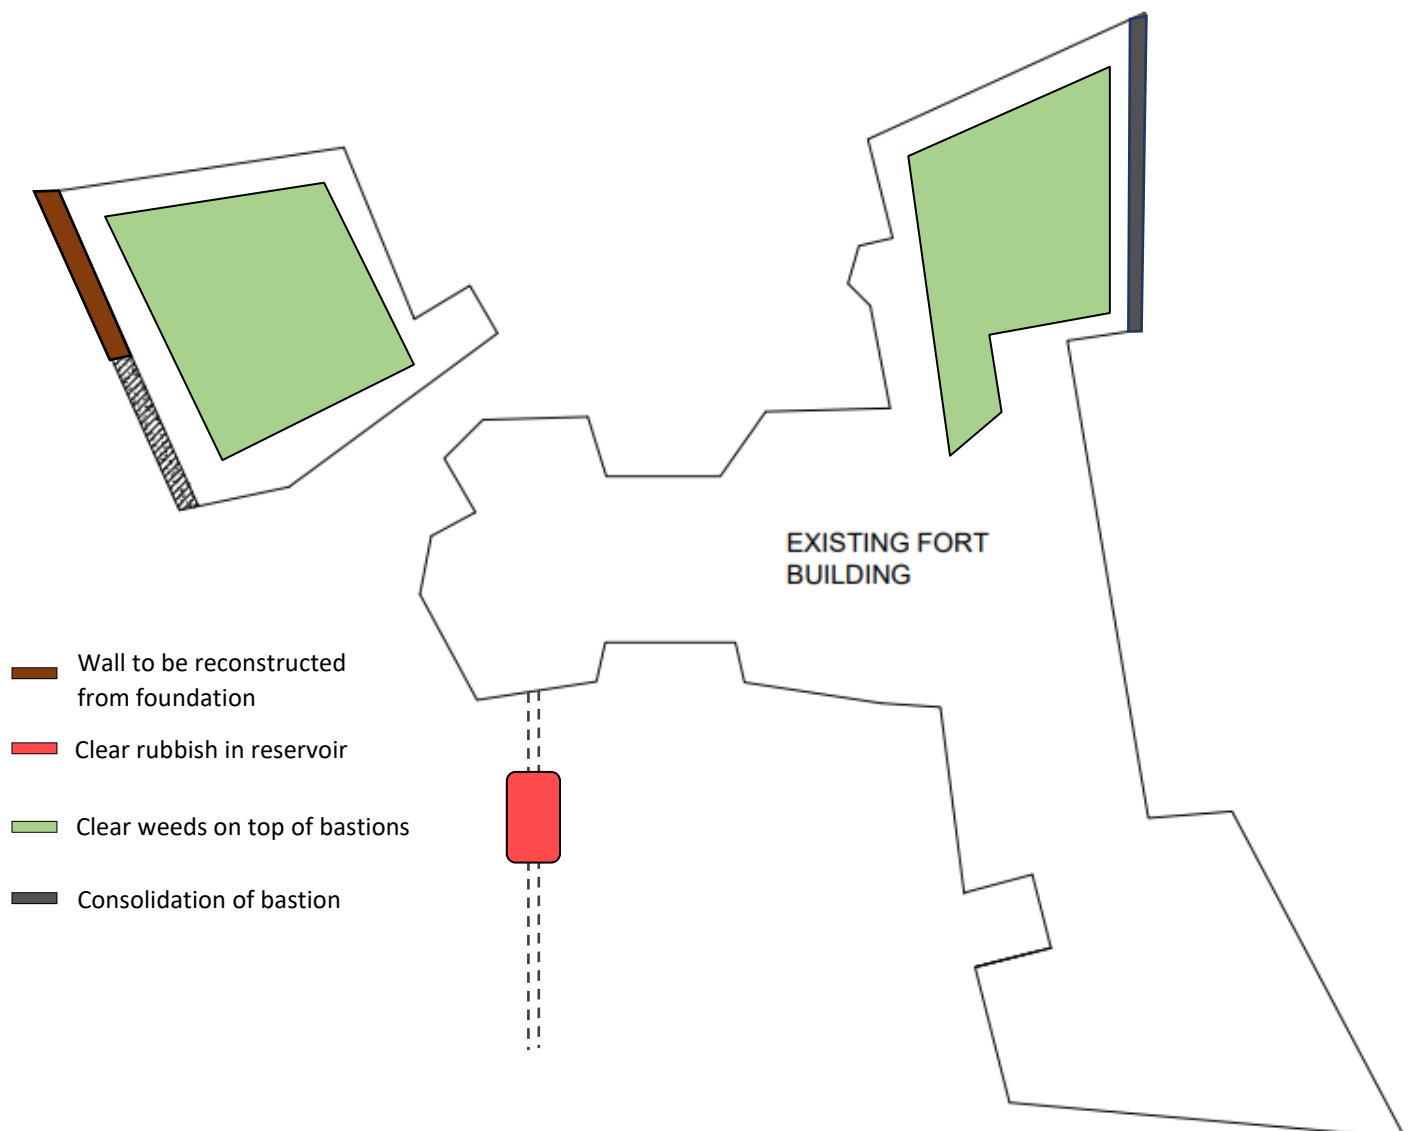 EXISTING FORT
BUILDING
Wall to be reconstructed
from foundation
Clear rubbish in reservoir
Clear weeds on top of bastions
Consolidation of bastion